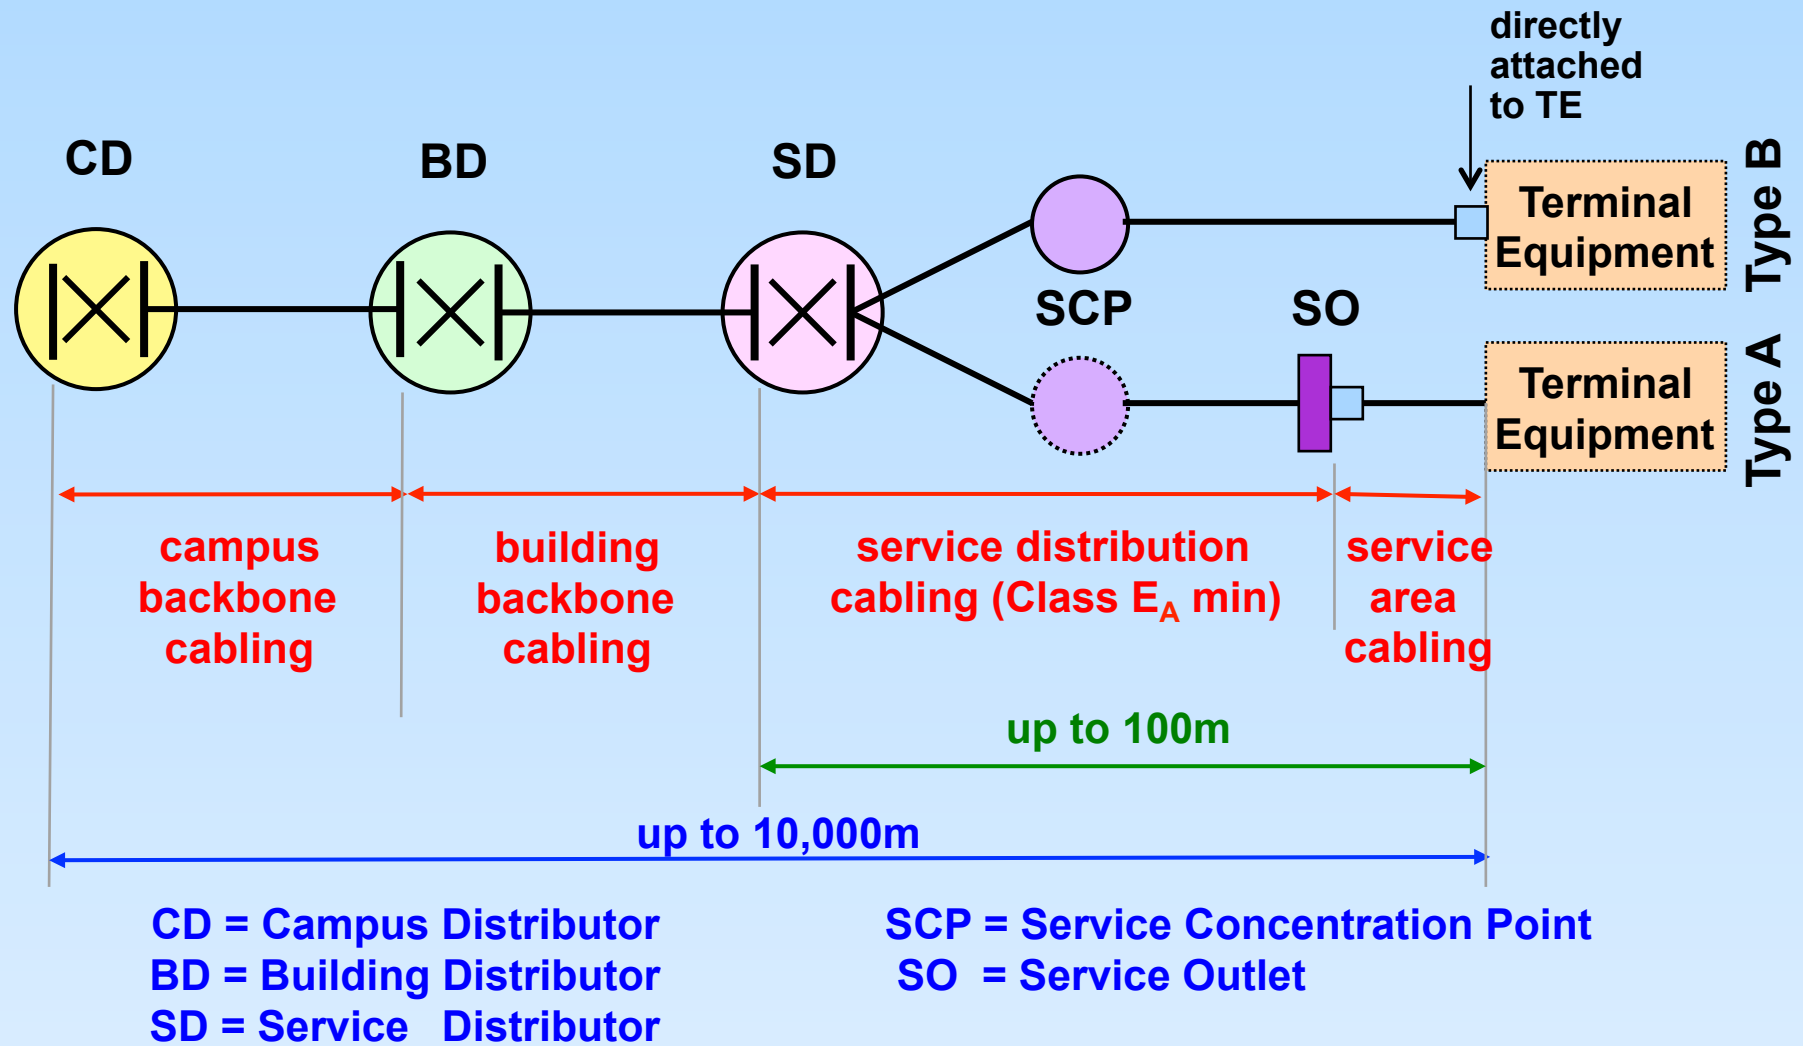 directly
attached
to TE
CD
BD
SD
Terminal
Equipment
Type B
SCP
SO
Terminal
Equipment
Type A
campus
backbone
cabling
building
backbone
cabling
service distribution
cabling (Class EA min)
service
area
cabling
up to 100m
up to 10,000m
CD = Campus Distributor
BD = Building Distributor
SD = Service Distributor
SCP = Service Concentration Point
SO = Service Outlet